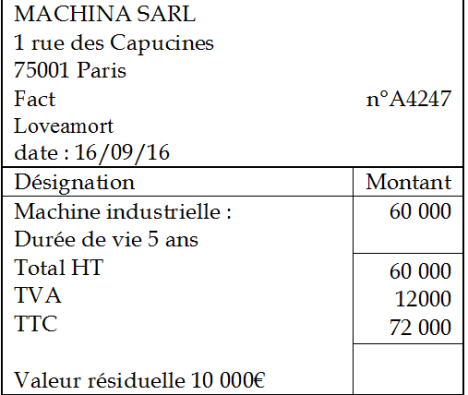 MACHINA SARL
1 rue des Capucines
75001 Paris
Fact n°A4247
Loveamort
date : 16/09/16
Désignation Montant
Machine industrielle : 60 000
Durée de vie 5 ans
Total HT 60 000
TVA 12000
TTC 72 000
Valeur résiduelle 10 000€